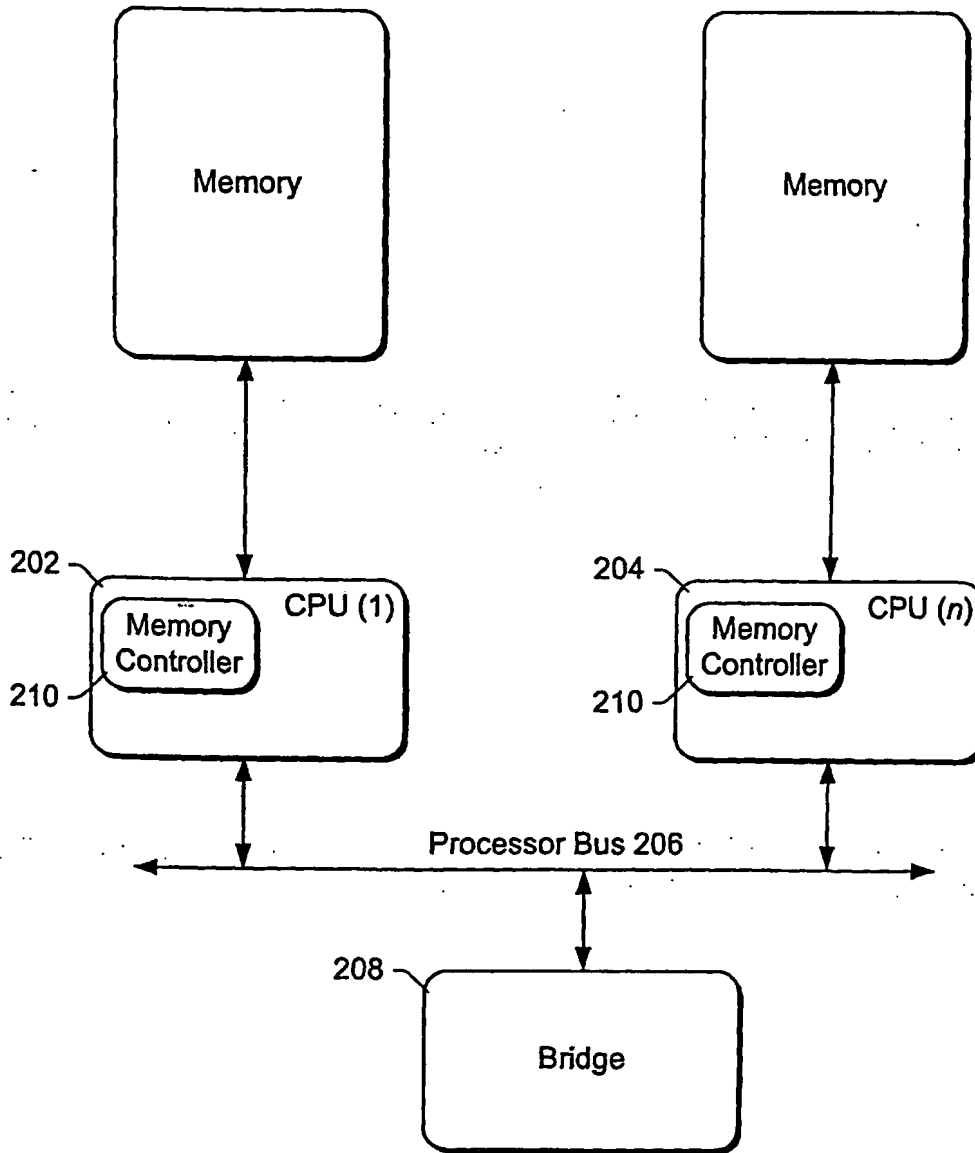 Memory
Memory
202
CPU (1)
Memory
Controller
210
204
CPU (n)
Memory
Controller
210
Processor Bus 206
208
Bridge